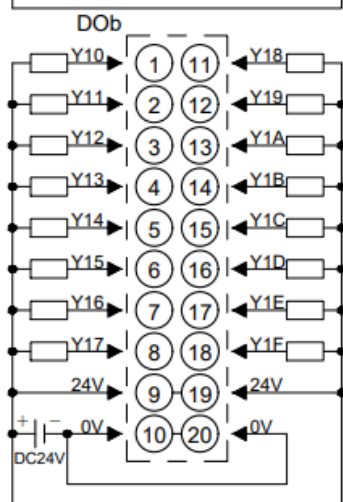 DOb
Y10 1 11 Y18
Y11 2 12 Y19
Y12 3 13 Y1A
Y13 4 14 Y1B
Y14 5 15 Y1C
Y15 6 16 Y1D
Y16 7 17 Y1E
Y17 8 18 Y1F
24V 9 19 24V
+ − 0V 10 20 0V
DC24V